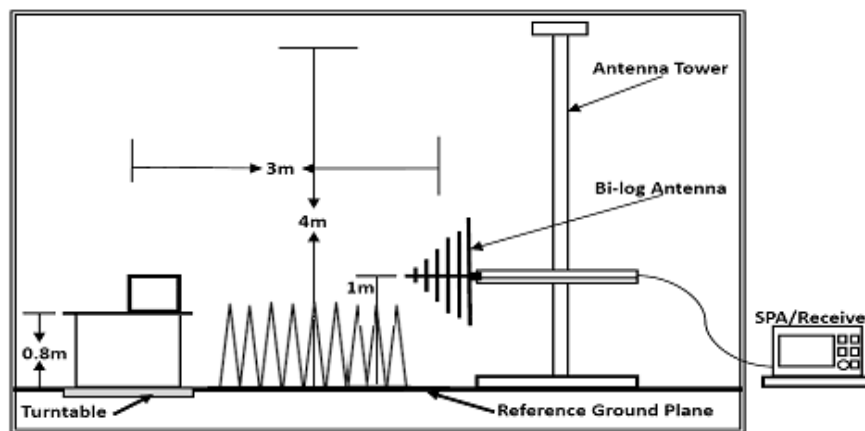 Antenna Tower
3m
Bi-log Antenna
4m
1m
SPA/Receive
0.8m
Turntable
Reference Ground Plane